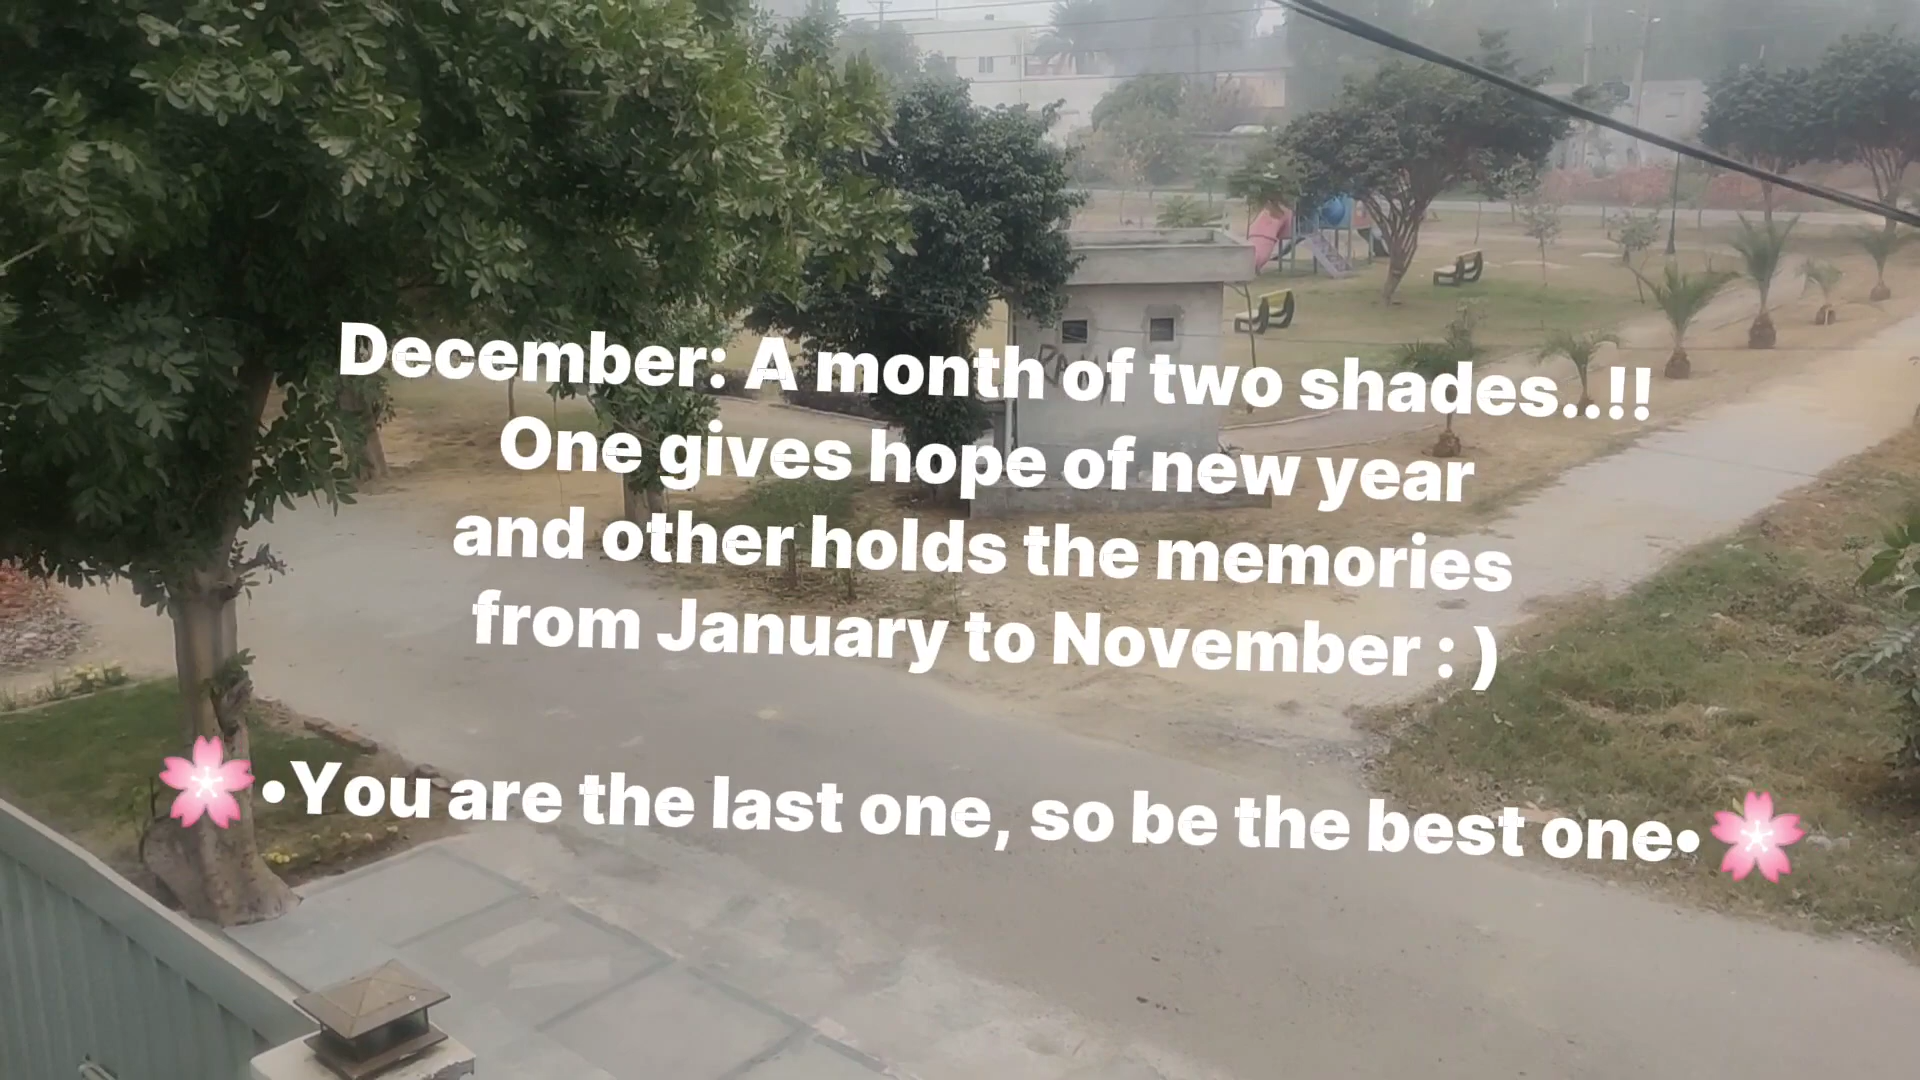 December: A month of two shades..!!
One gives hope of new year
and other holds the memories
from January to November : )
🌸•You are the last one, so be the best one•🌸